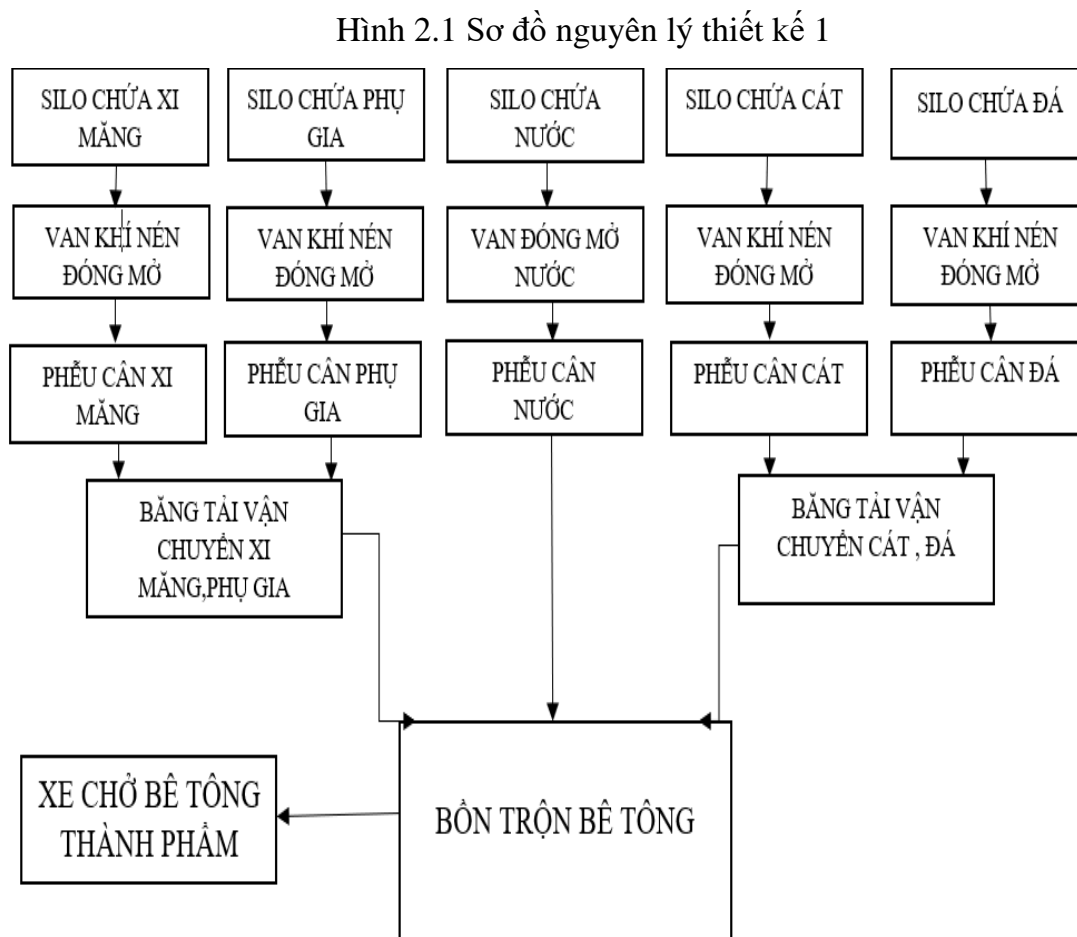 Hình 2.1 Sơ đồ nguyên lý thiết kế 1
SILO CHỨA XI
MĂNG
SILO CHỨA PHỤ
GIA
SILO CHỨA
NƯỚC
SILO CHỨA CÁT
SILO CHỨA ĐÁ
VAN KHÍ NÉN
ĐÓNG MỞ
VAN KHÍ NÉN
ĐÓNG MỞ
VAN ĐÓNG MỞ
NƯỚC
VAN KHÍ NÉN
ĐÓNG MỞ
VAN KHÍ NÉN
ĐÓNG MỞ
PHỄU CÂN XI
MĂNG
PHỄU CÂN PHỤ
GIA
PHỄU CÂN
NƯỚC
PHỄU CÂN CÁT
PHỄU CÂN ĐÁ
BĂNG TẢI VẬN
CHUYỂN XI
MĂNG,PHỤ GIA
BĂNG TẢI VẬN
CHUYỂN CÁT , ĐÁ
XE CHỞ BÊ TÔNG
THÀNH PHẨM
BỒN TRỘN BÊ TÔNG